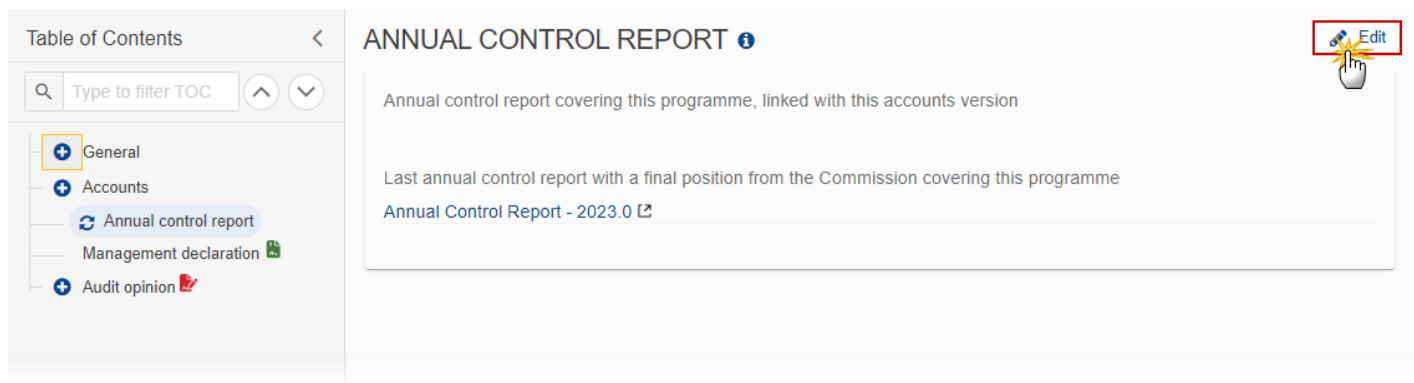 Table of Contents
ANNUAL CONTROL REPORT
Edit
Type to filter TOC
Annual control report covering this programme, linked with this accounts version
General
Accounts
Annual control report
Management declaration
Audit opinion
Last annual control report with a final position from the Commission covering this programme
Annual Control Report - 2023.0